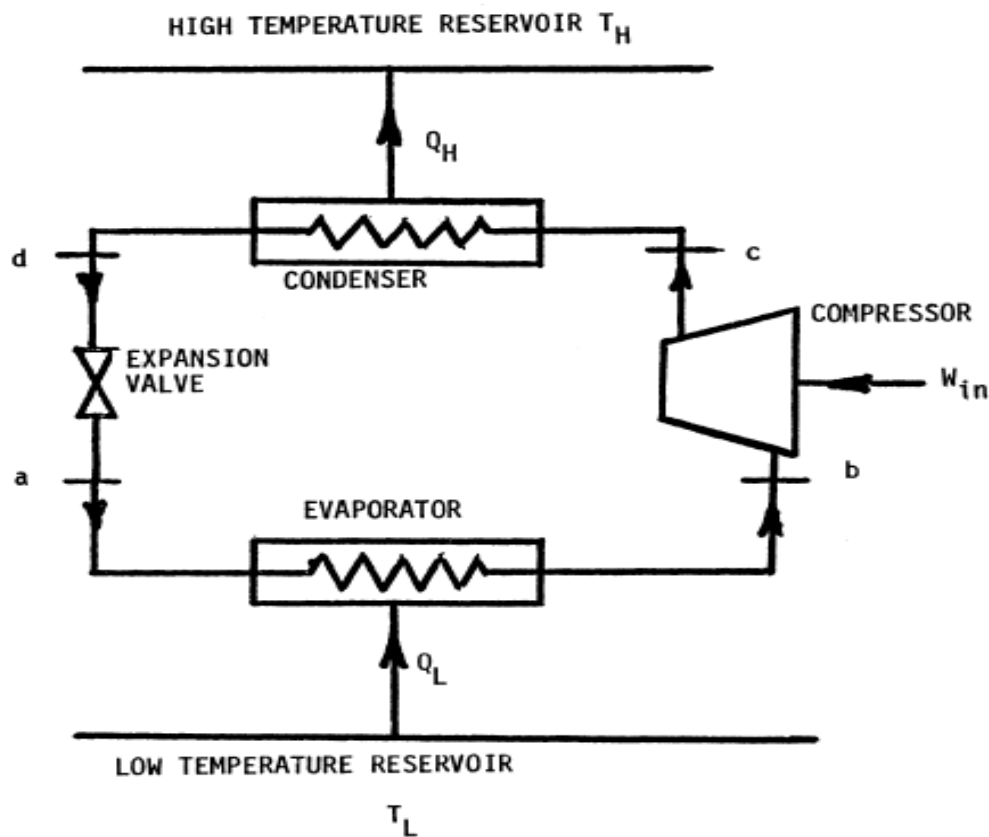 HIGH TEMPERATURE RESERVOIR T_H
Q_H
d
c
CONDENSER
COMPRESSOR
EXPANSION
VALVE
W_in
a
b
EVAPORATOR
Q_L
LOW TEMPERATURE RESERVOIR
T_L